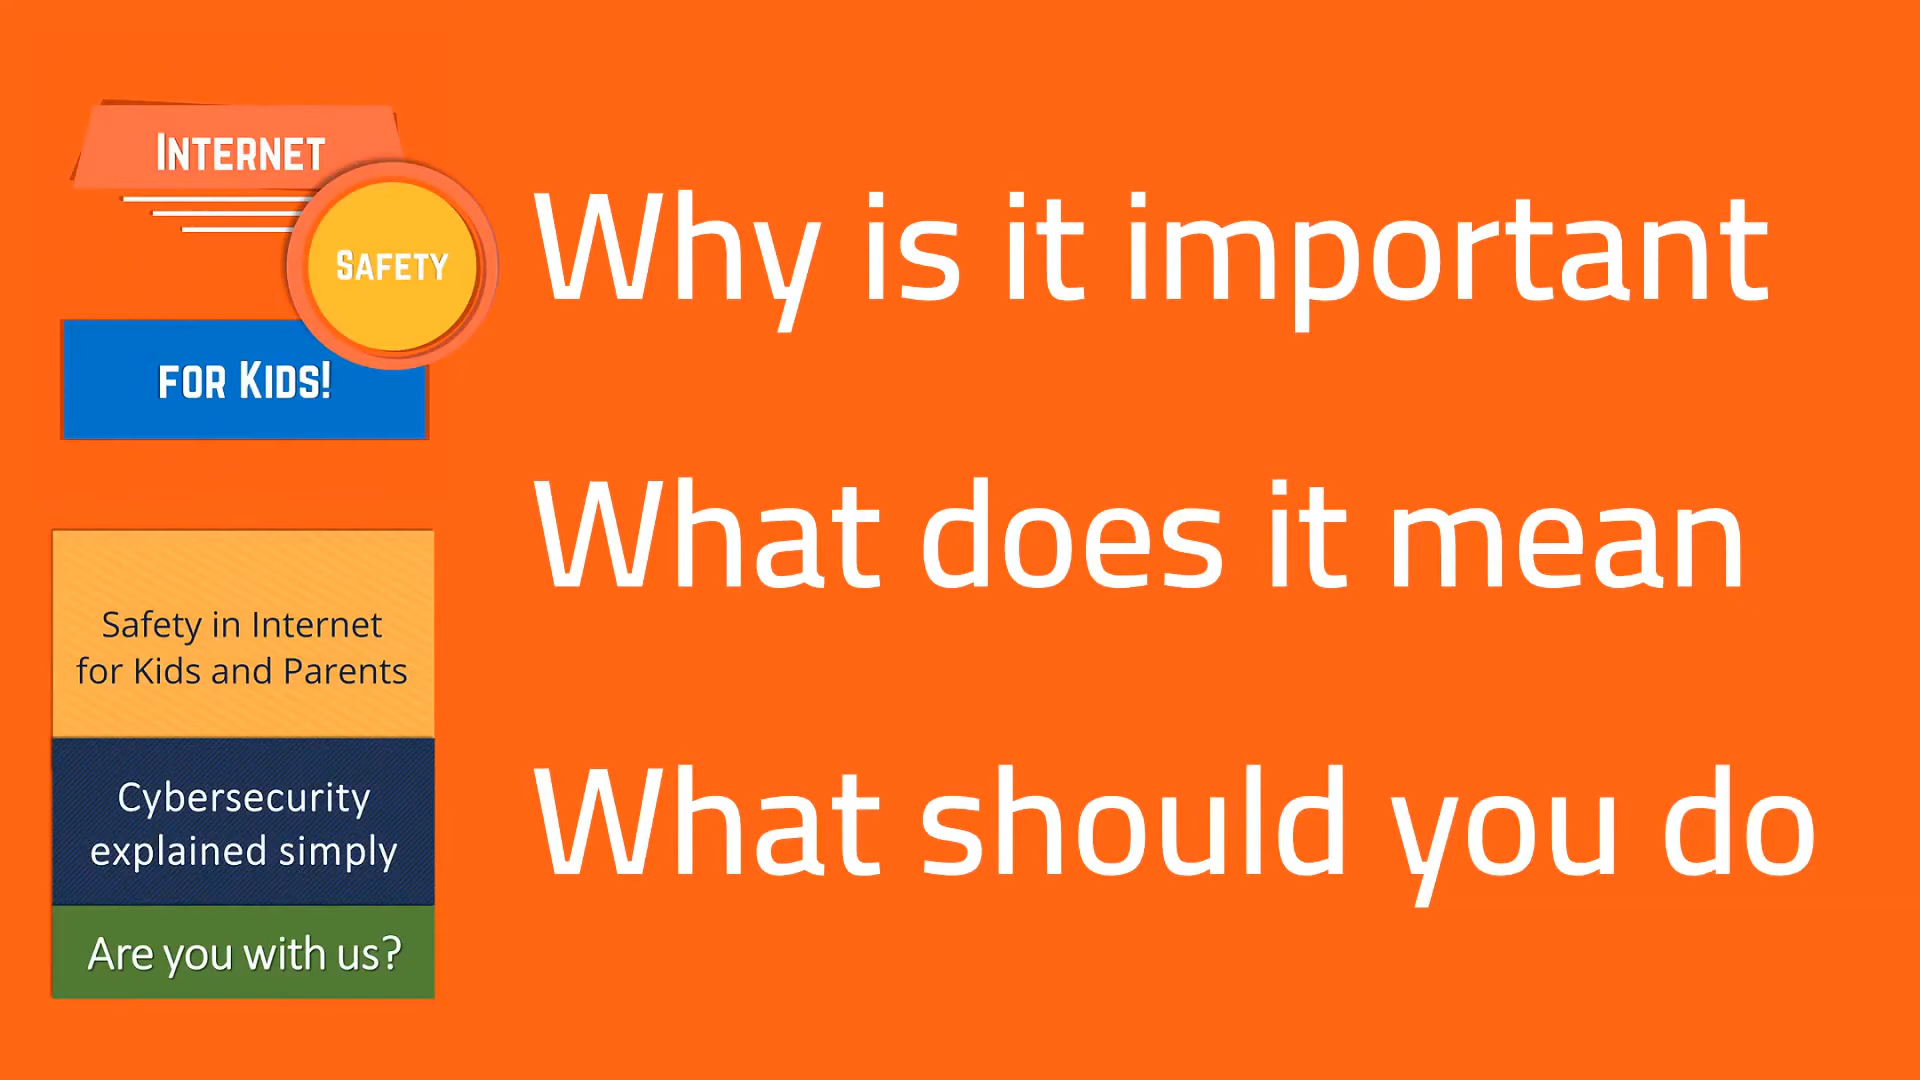 INTERNET
SAFETY
FOR KIDS!
Safety in Internet
for Kids and Parents
Cybersecurity
explained simply
Are you with us?
Why is it important
What does it mean
What should you do